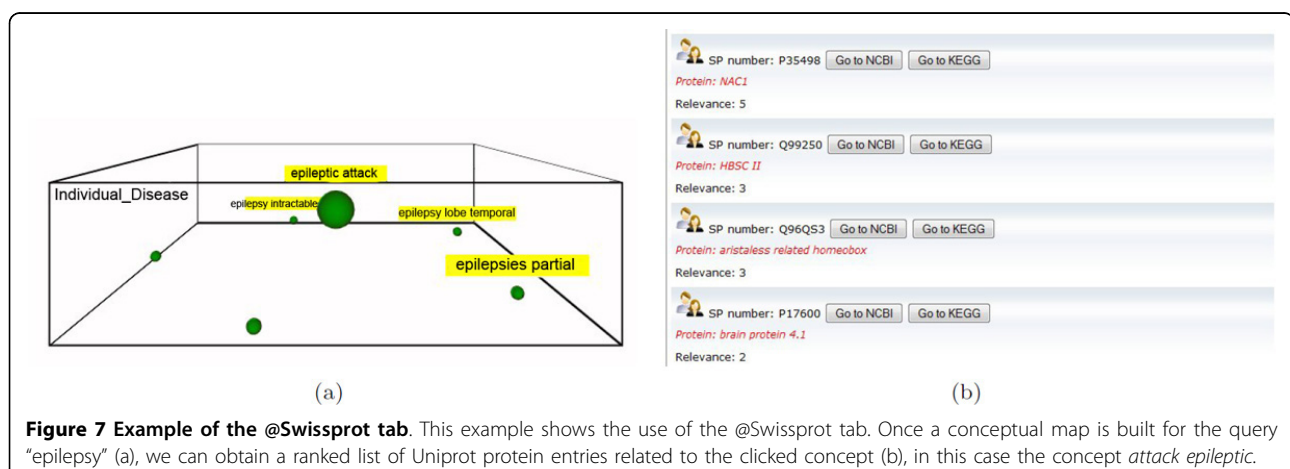 epileptic attack
Individual_Disease
epilepsy intractable
epilepsy lobe temporal
epilepsies partial
(a)
SP number: P35498 Go to NCBI Go to KEGG
Protein: NAC1
Relevance: 5
SP number: Q99250 Go to NCBI Go to KEGG
Protein: HBSC II
Relevance: 3
SP number: Q96QS3 Go to NCBI Go to KEGG
Protein: aristaless related homeobox
Relevance: 3
SP number: P17600 Go to NCBI Go to KEGG
Protein: brain protein 4.1
Relevance: 2
(b)
Figure 7 Example of the @Swissprot tab. This example shows the use of the @Swissprot tab. Once a conceptual map is built for the query
“epilepsy” (a), we can obtain a ranked list of Uniprot protein entries related to the clicked concept (b), in this case the concept attack epileptic.